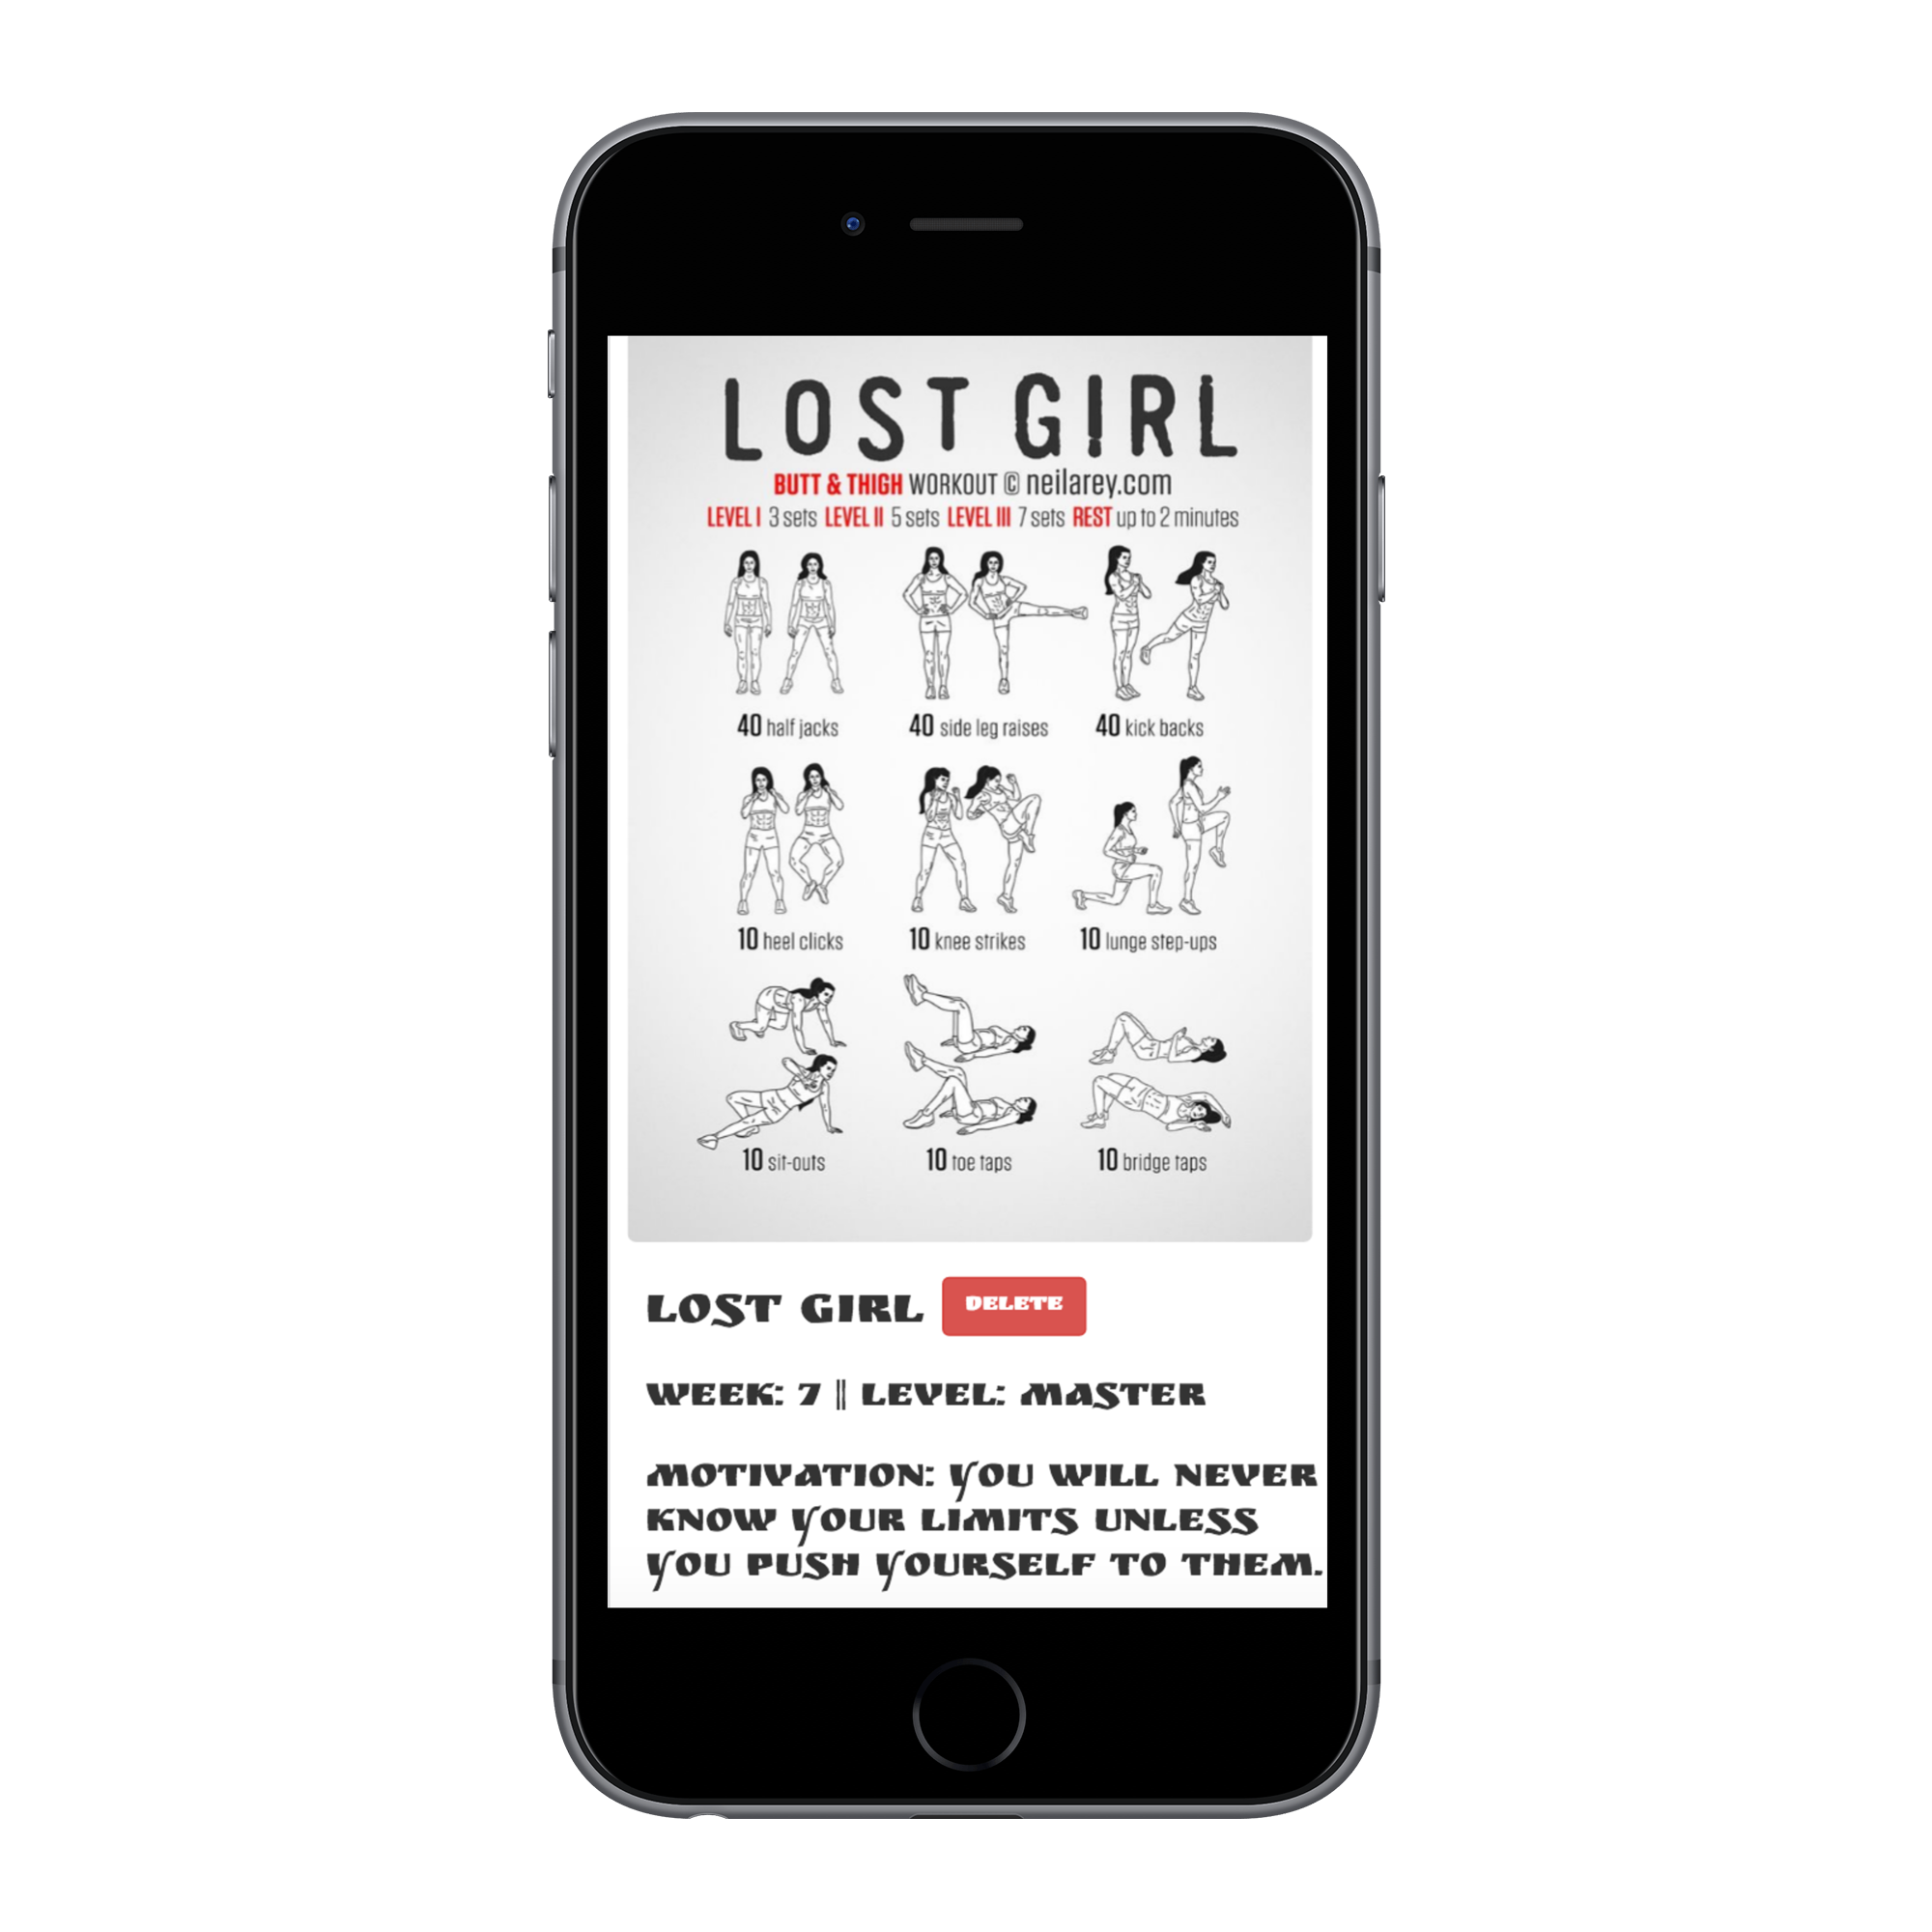 LOST GIRL
BUTT & THIGH WORKOUT © neilarey.com
LEVEL I 3 sets LEVEL II 5 sets LEVEL III 7 sets REST up to 2 minutes
40 half jacks 40 side leg raises 40 kick backs
10 heel clicks 10 knee strikes 10 lunge step-ups
10 sit-outs 10 toe taps 10 bridge taps
LOST GIRL DELETE
WEEK: 7 || LEVEL: MASTER
MOTIVATION: YOU WILL NEVER
KNOW YOUR LIMITS UNLESS
YOU PUSH YOURSELF TO THEM.